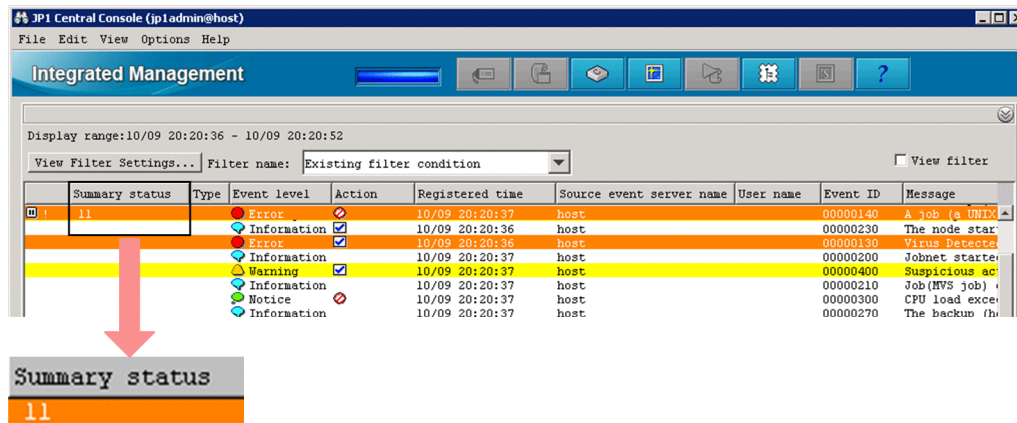 JP1 Central Console (jp1admin@host)
File Edit View Options Help
Integrated Management
Display range:10/09 20:20:36 - 10/09 20:20:52
View Filter Settings... Filter name: Existing filter condition View filter
Summary status Type Event level Action Registered time Source event server name User name Event ID Message
! 11 Error 10/09 20:20:37 host 00000140 A job (a UNIX
Information 10/09 20:20:36 host 00000230 The node star
Error 10/09 20:20:36 host 00000130 Virus Detecte
Information 10/09 20:20:37 host 00000200 Jobnet starte
Warning 10/09 20:20:37 host 00000400 Suspicious ac
Information 10/09 20:20:37 host 00000210 Job(MVS job)
Notice 10/09 20:20:37 host 00000300 CPU load exce
Information 10/09 20:20:37 host 00000270 The backup (h
Summary status
11